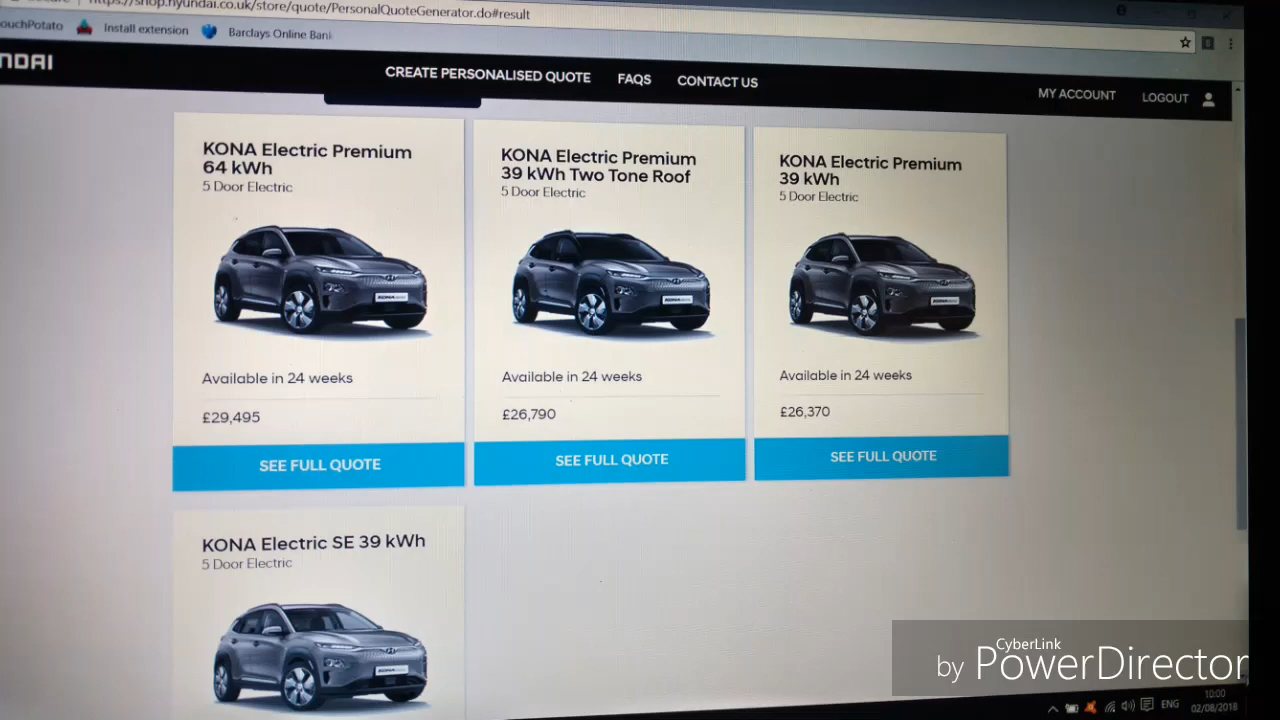 https://shop.hyundai.co.uk/store/quote/PersonalQuoteGenerator.do#result
Install extension
Barclays Online Bank
NDAI
CREATE PERSONALISED QUOTE
FAQS
CONTACT US
MY ACCOUNT
LOGOUT
KONA Electric Premium
64 kWh
5 Door Electric
KONA
Available in 24 weeks
£29,495
SEE FULL QUOTE
KONA Electric Premium
39 kWh Two Tone Roof
5 Door Electric
KONA
Available in 24 weeks
£26,790
SEE FULL QUOTE
KONA Electric Premium
39 kWh
5 Door Electric
KONA
Available in 24 weeks
£26,370
SEE FULL QUOTE
KONA Electric SE 39 kWh
5 Door Electric
KONA
CyberLink
by PowerDirector
ENG
10:00
02/08/2018